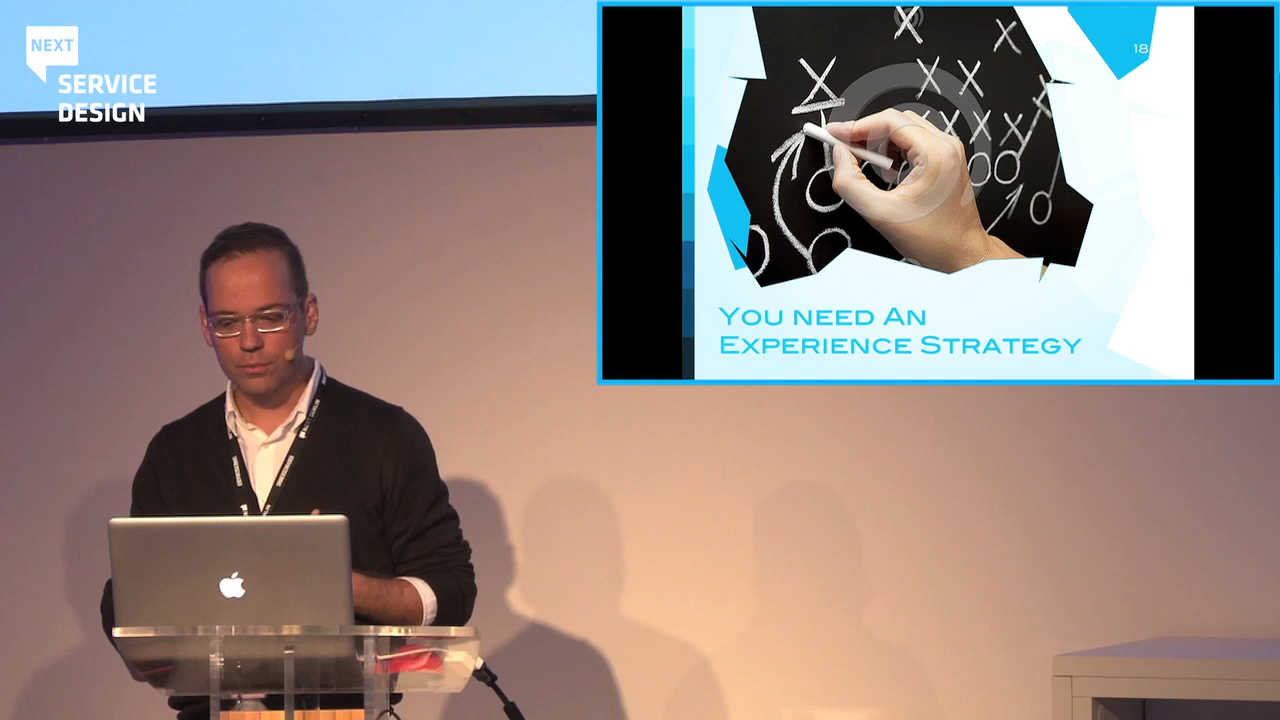 NEXT
SERVICE
DESIGN
18
YOU NEED AN
EXPERIENCE STRATEGY